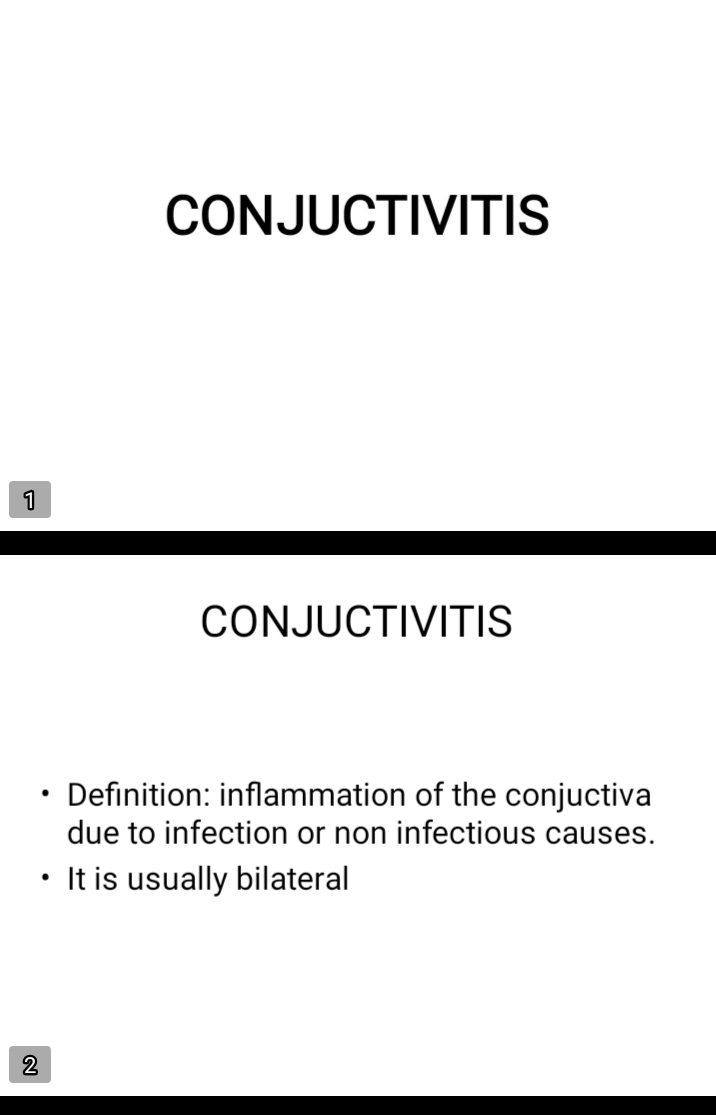 CONJUCTIVITIS
1
CONJUCTIVITIS
• Definition: inflammation of the conjuctiva
due to infection or non infectious causes.
• It is usually bilateral
2